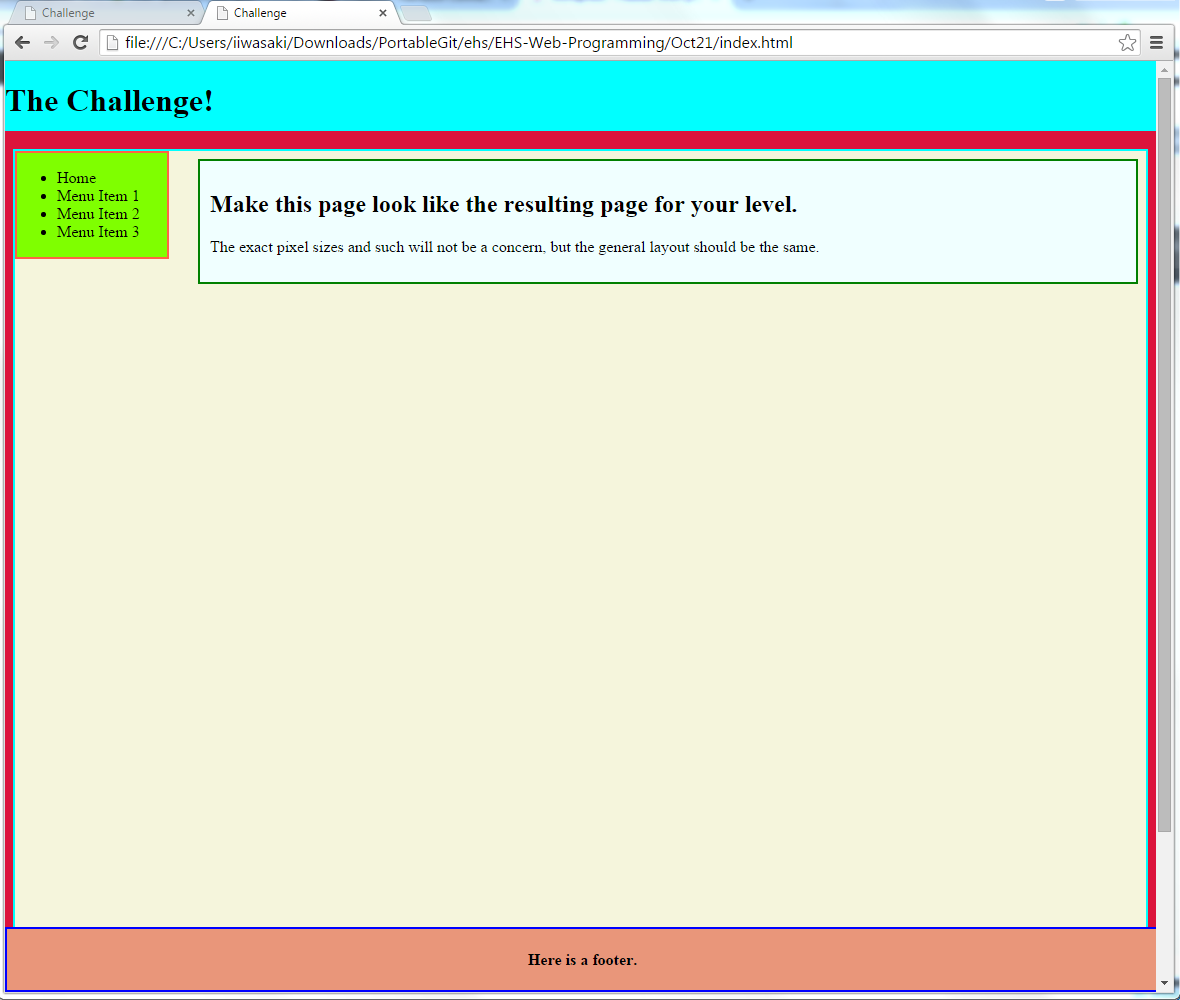 Challenge
Challenge
file:///C:/Users/iiwasaki/Downloads/PortableGit/ehs/EHS-Web-Programming/Oct21/index.html
The Challenge!
Home
Menu Item 1
Menu Item 2
Menu Item 3
Make this page look like the resulting page for your level.
The exact pixel sizes and such will not be a concern, but the general layout should be the same.
Here is a footer.